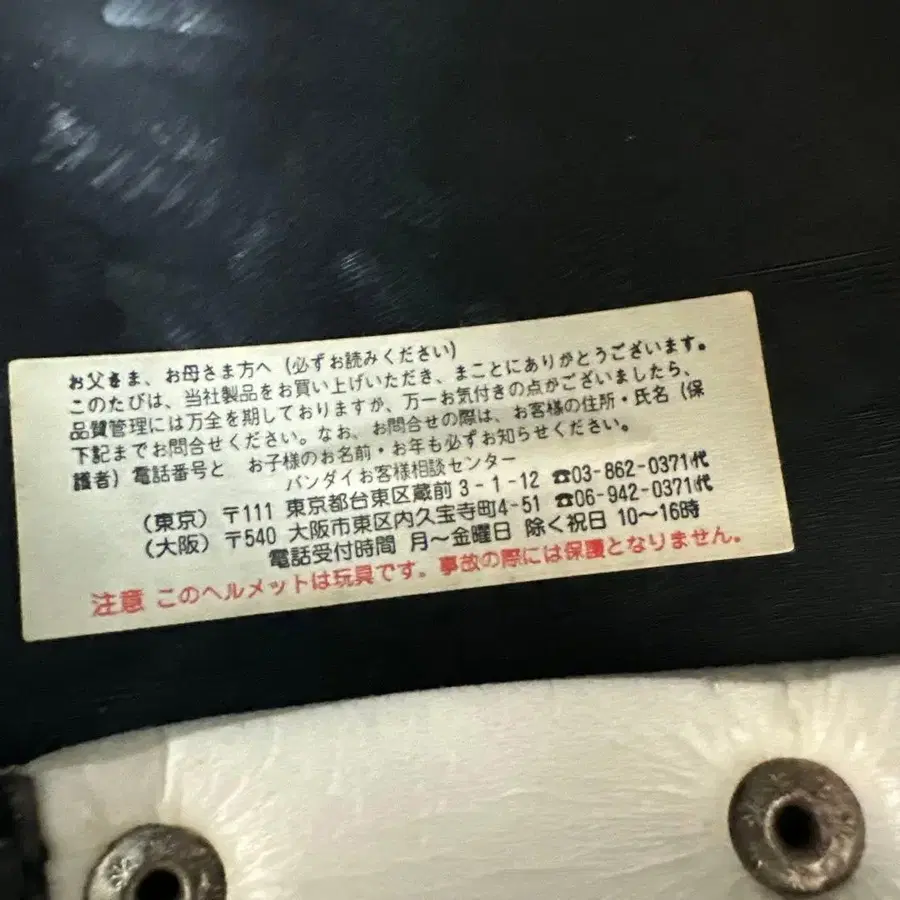 お父さま、お母さま方へ (必ずお読みください)
このたびは、当社製品をお買い上げいただき、まことにありがとうございます。
品質管理には万全を期しておりますが、万一お気付きの点がございましたら、
下記までお問合せください。なお、お問合せの際は、お客様の住所・氏名 (保
護者) 電話番号と お子様のお名前・お年も必ずお知らせください。
バンダイお客様相談センター
(東京) 〒111 東京都台東区蔵前 3-1-12 ☎03-862-0371代
(大阪) 〒540 大阪市東区内久宝寺町4-51 ☎06-942-0371代
電話受付時間 月〜金曜日 除く祝日 10〜16時
注意 このヘルメットは玩具です。事故の際には保護となりません。